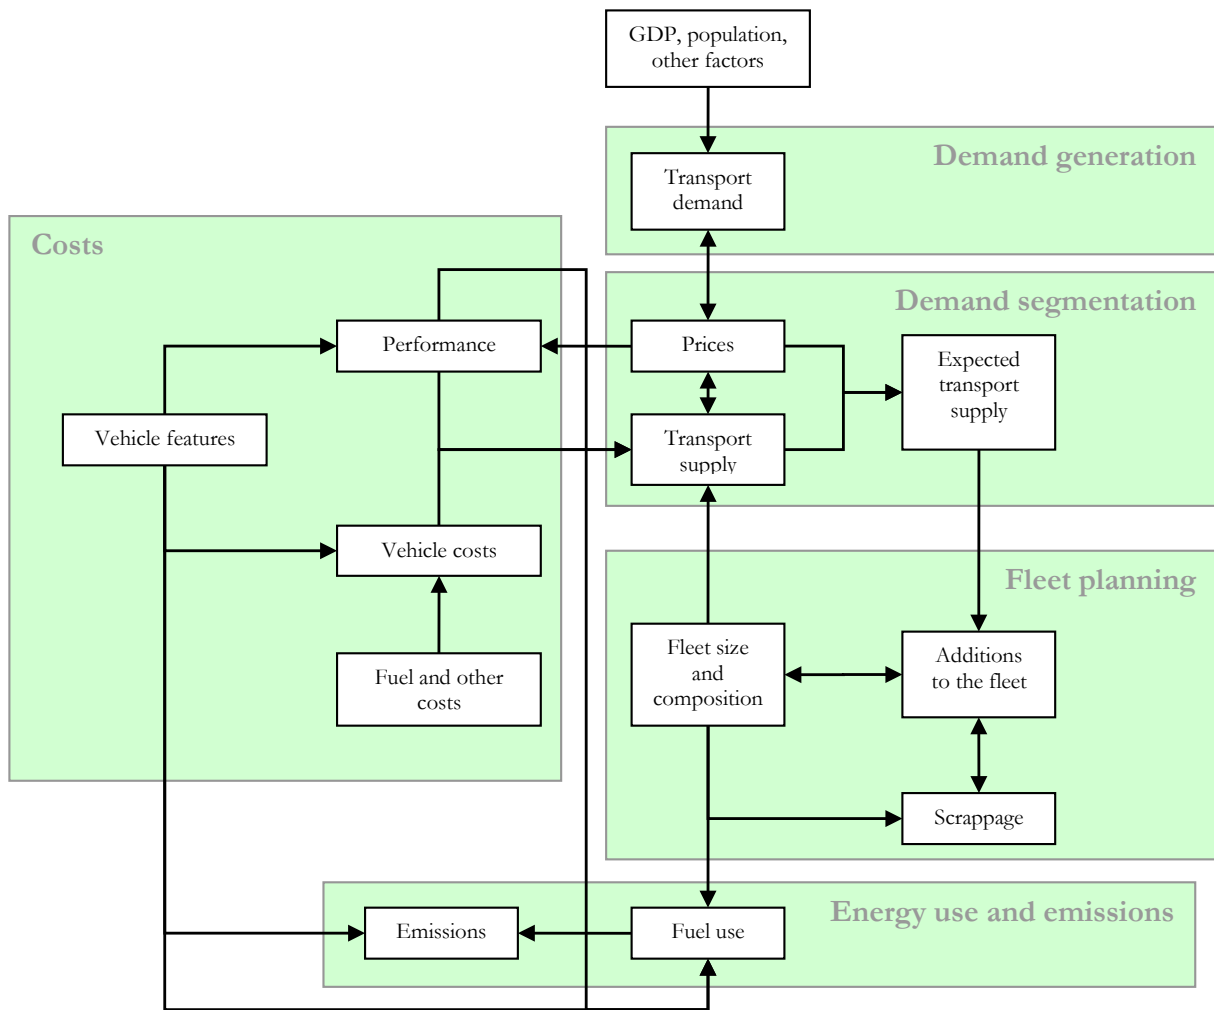 GDP, population,
other factors
Demand generation
Transport
demand
Costs
Demand segmentation
Performance
Prices
Expected
transport
supply
Vehicle features
Transport
supply
Vehicle costs
Fleet planning
Fuel and other
costs
Fleet size
and
composition
Additions
to the fleet
Scrappage
Energy use and emissions
Emissions
Fuel use